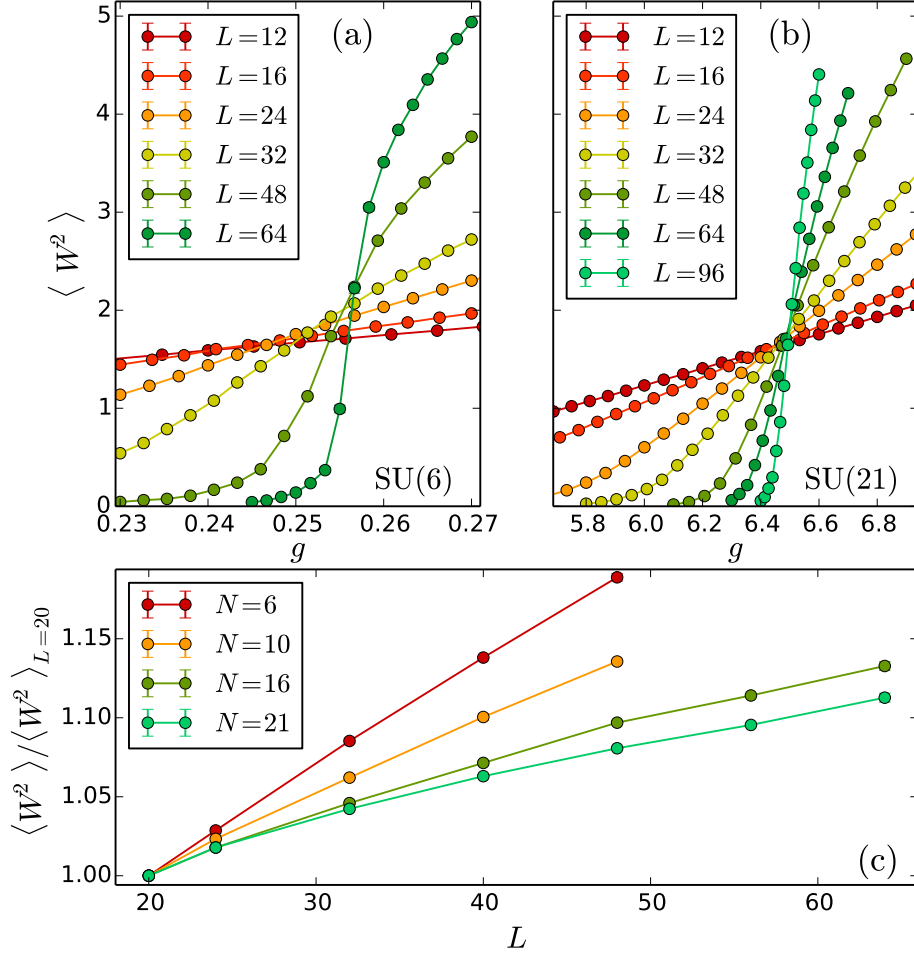 (a)
L=12
L=16
L=24
L=32
L=48
L=64
SU(6)
⟨ W² ⟩
5
4
3
2
1
0
0.23 0.24 0.25 0.26 0.27
g
(b)
L=12
L=16
L=24
L=32
L=48
L=64
L=96
SU(21)
5.8 6.0 6.2 6.4 6.6 6.8
g
N=6
N=10
N=16
N=21
(c)
⟨W²⟩/⟨W²⟩_{L=20}
1.15
1.10
1.05
1.00
20 30 40 50 60
L